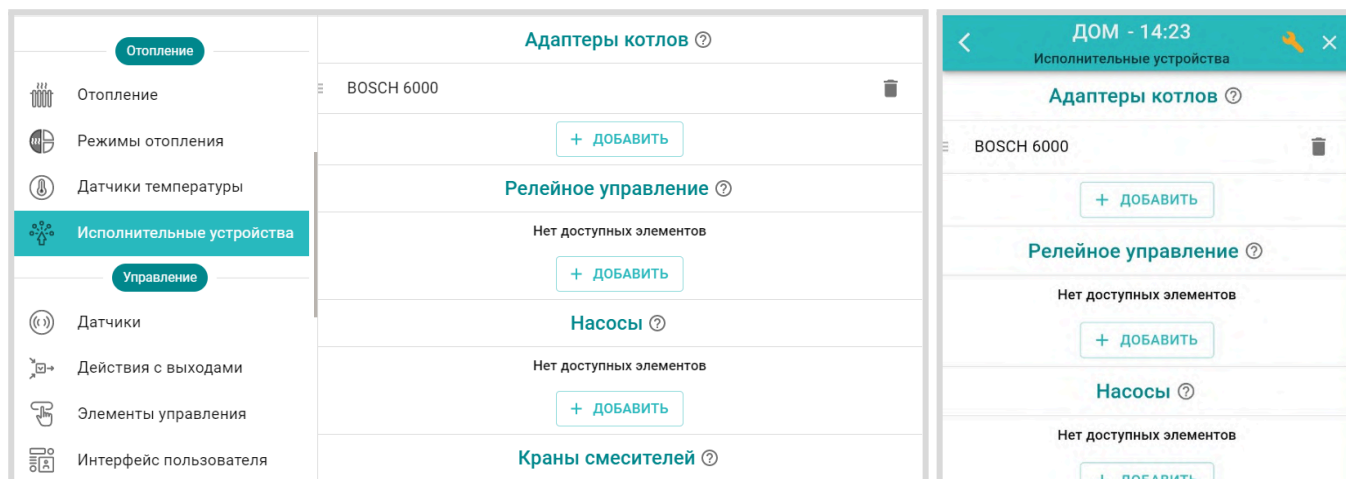 Отопление
Отопление
Режимы отопления
Датчики температуры
Исполнительные устройства
Управление
Датчики
Действия с выходами
Элементы управления
Интерфейс пользователя
Адаптеры котлов
BOSCH 6000
+ ДОБАВИТЬ
Релейное управление
Нет доступных элементов
+ ДОБАВИТЬ
Насосы
Нет доступных элементов
+ ДОБАВИТЬ
Краны смесителей
ДОМ - 14:23
Исполнительные устройства
Адаптеры котлов
BOSCH 6000
+ ДОБАВИТЬ
Релейное управление
Нет доступных элементов
+ ДОБАВИТЬ
Насосы
Нет доступных элементов
+ ДОБАВИТЬ